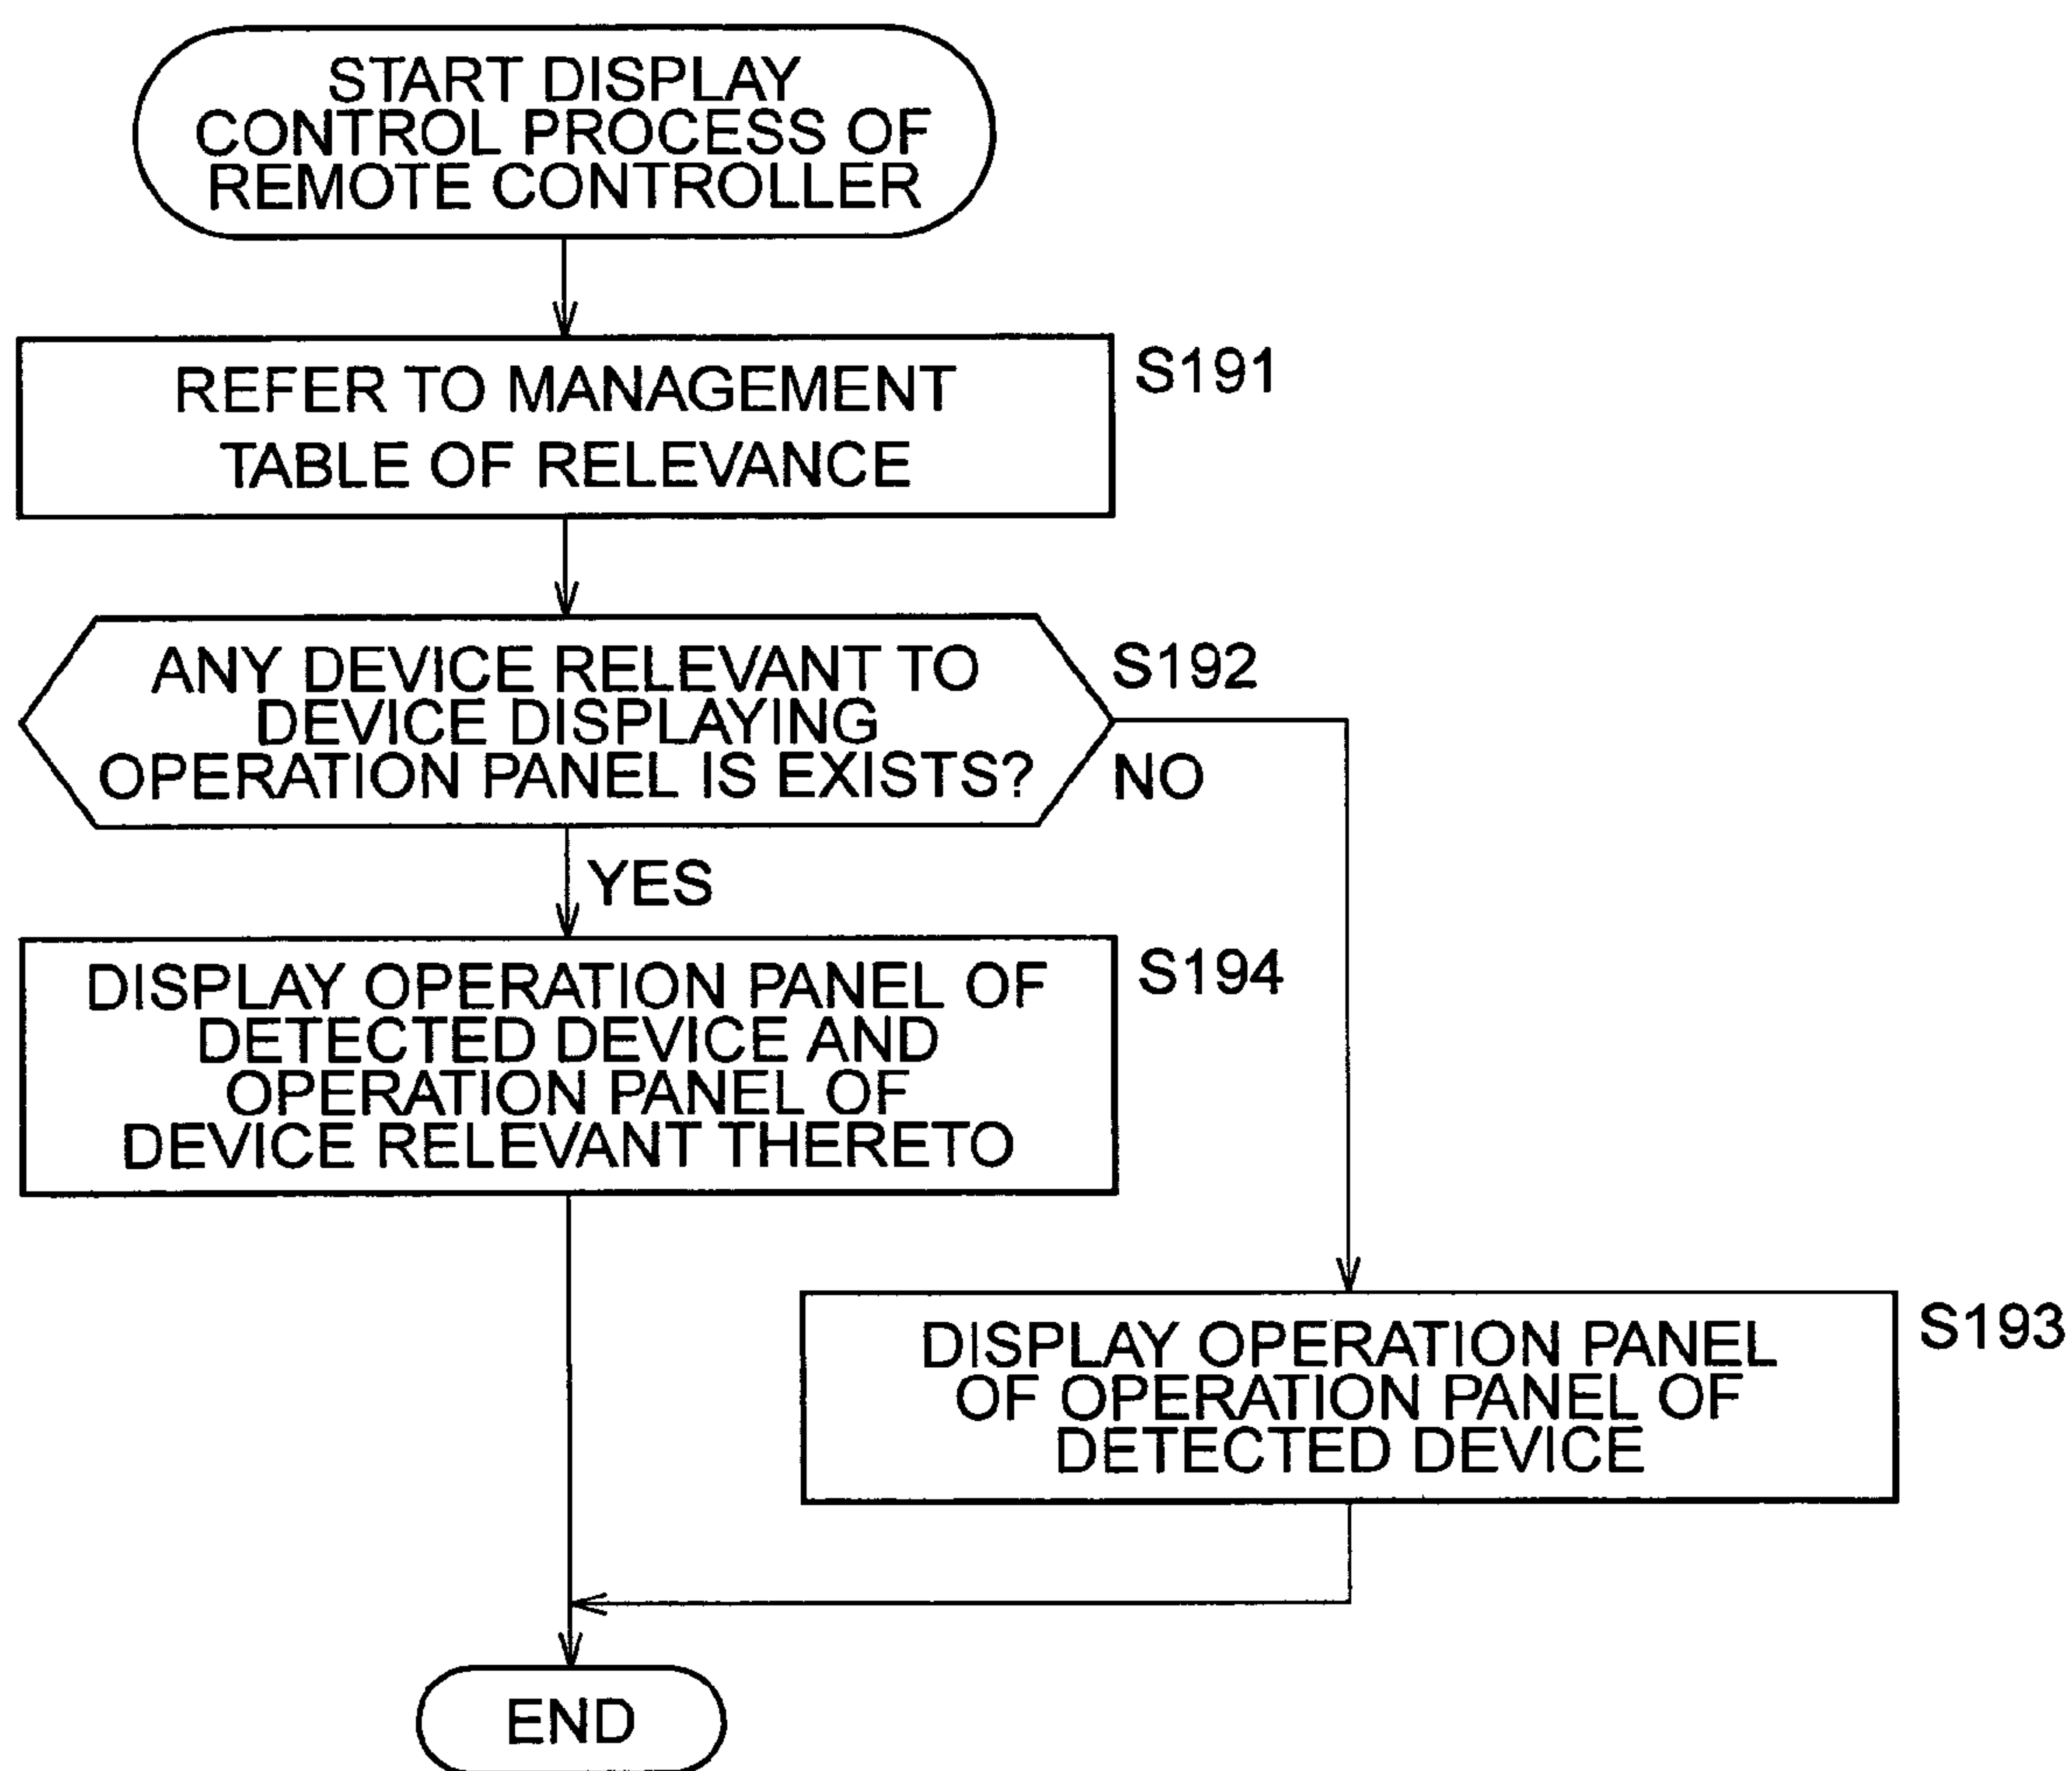 START DISPLAY
CONTROL PROCESS OF
REMOTE CONTROLLER
REFER TO MANAGEMENT
TABLE OF RELEVANCE
S191
ANY DEVICE RELEVANT TO
DEVICE DISPLAYING
OPERATION PANEL IS EXISTS?
S192
NO
YES
DISPLAY OPERATION PANEL OF
DETECTED DEVICE AND
OPERATION PANEL OF
DEVICE RELEVANT THERETO
S194
DISPLAY OPERATION PANEL
OF OPERATION PANEL OF
DETECTED DEVICE
S193
END